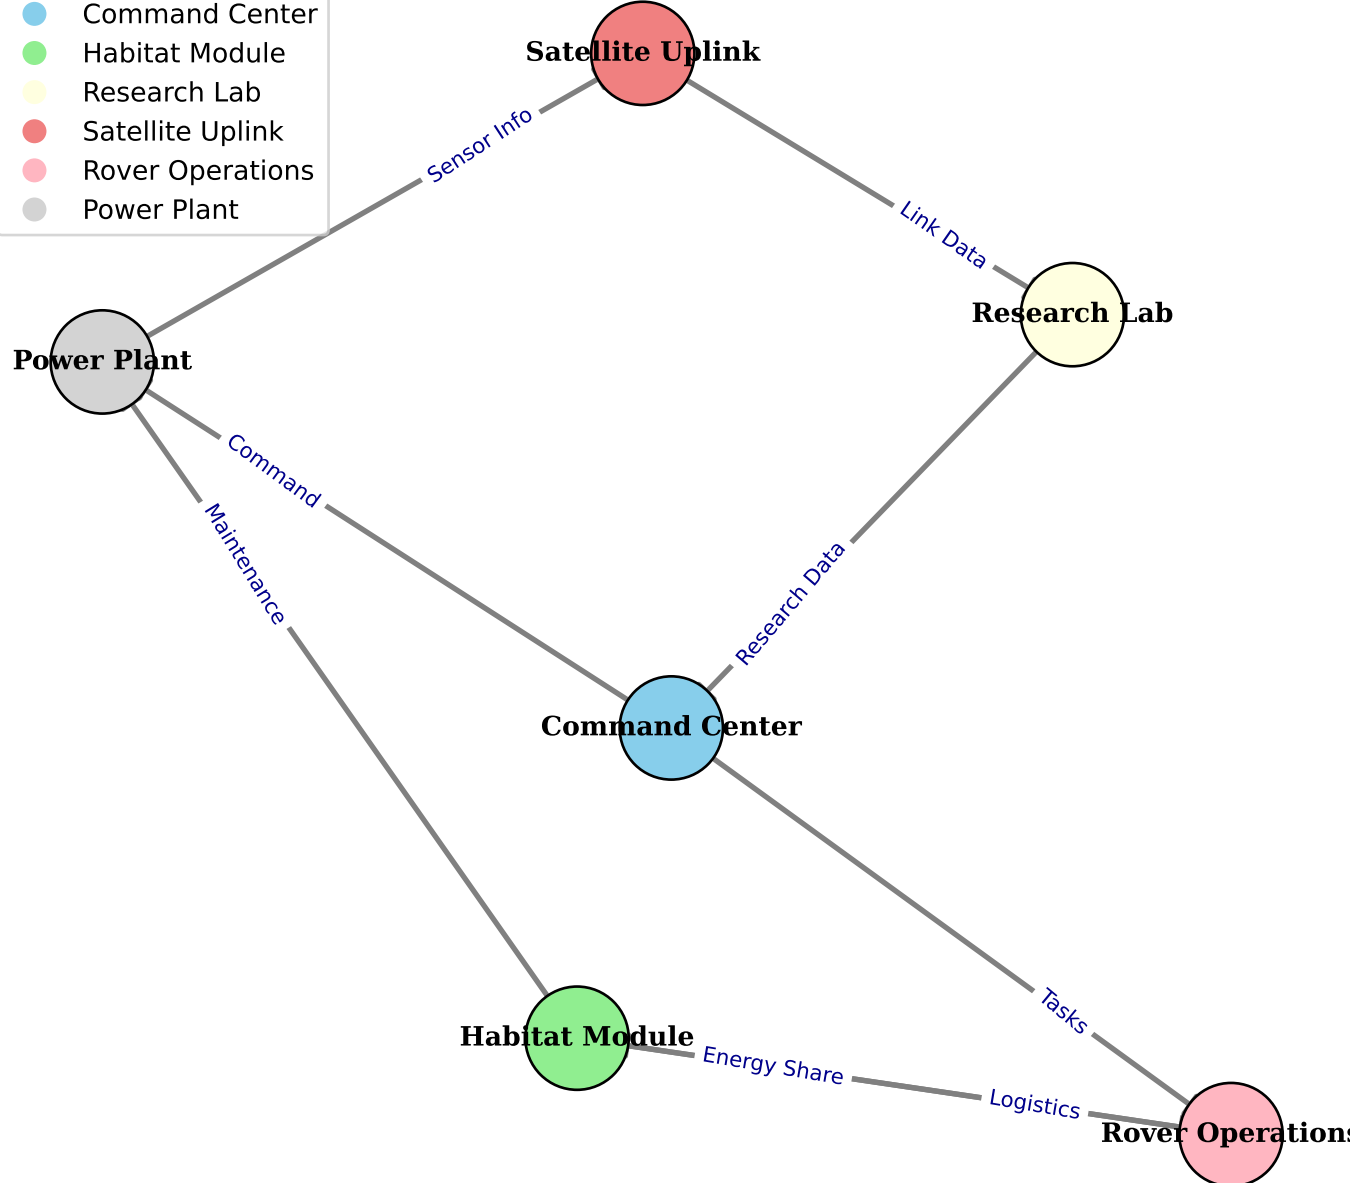 Command Center
Habitat Module
Research Lab
Satellite Uplink
Rover Operations
Power Plant
Satellite Uplink
Sensor Info
Link Data
Research Lab
Power Plant
Command
Maintenance
Research Data
Command Center
Tasks
Habitat Module
Energy Share
Logistics
Rover Operations